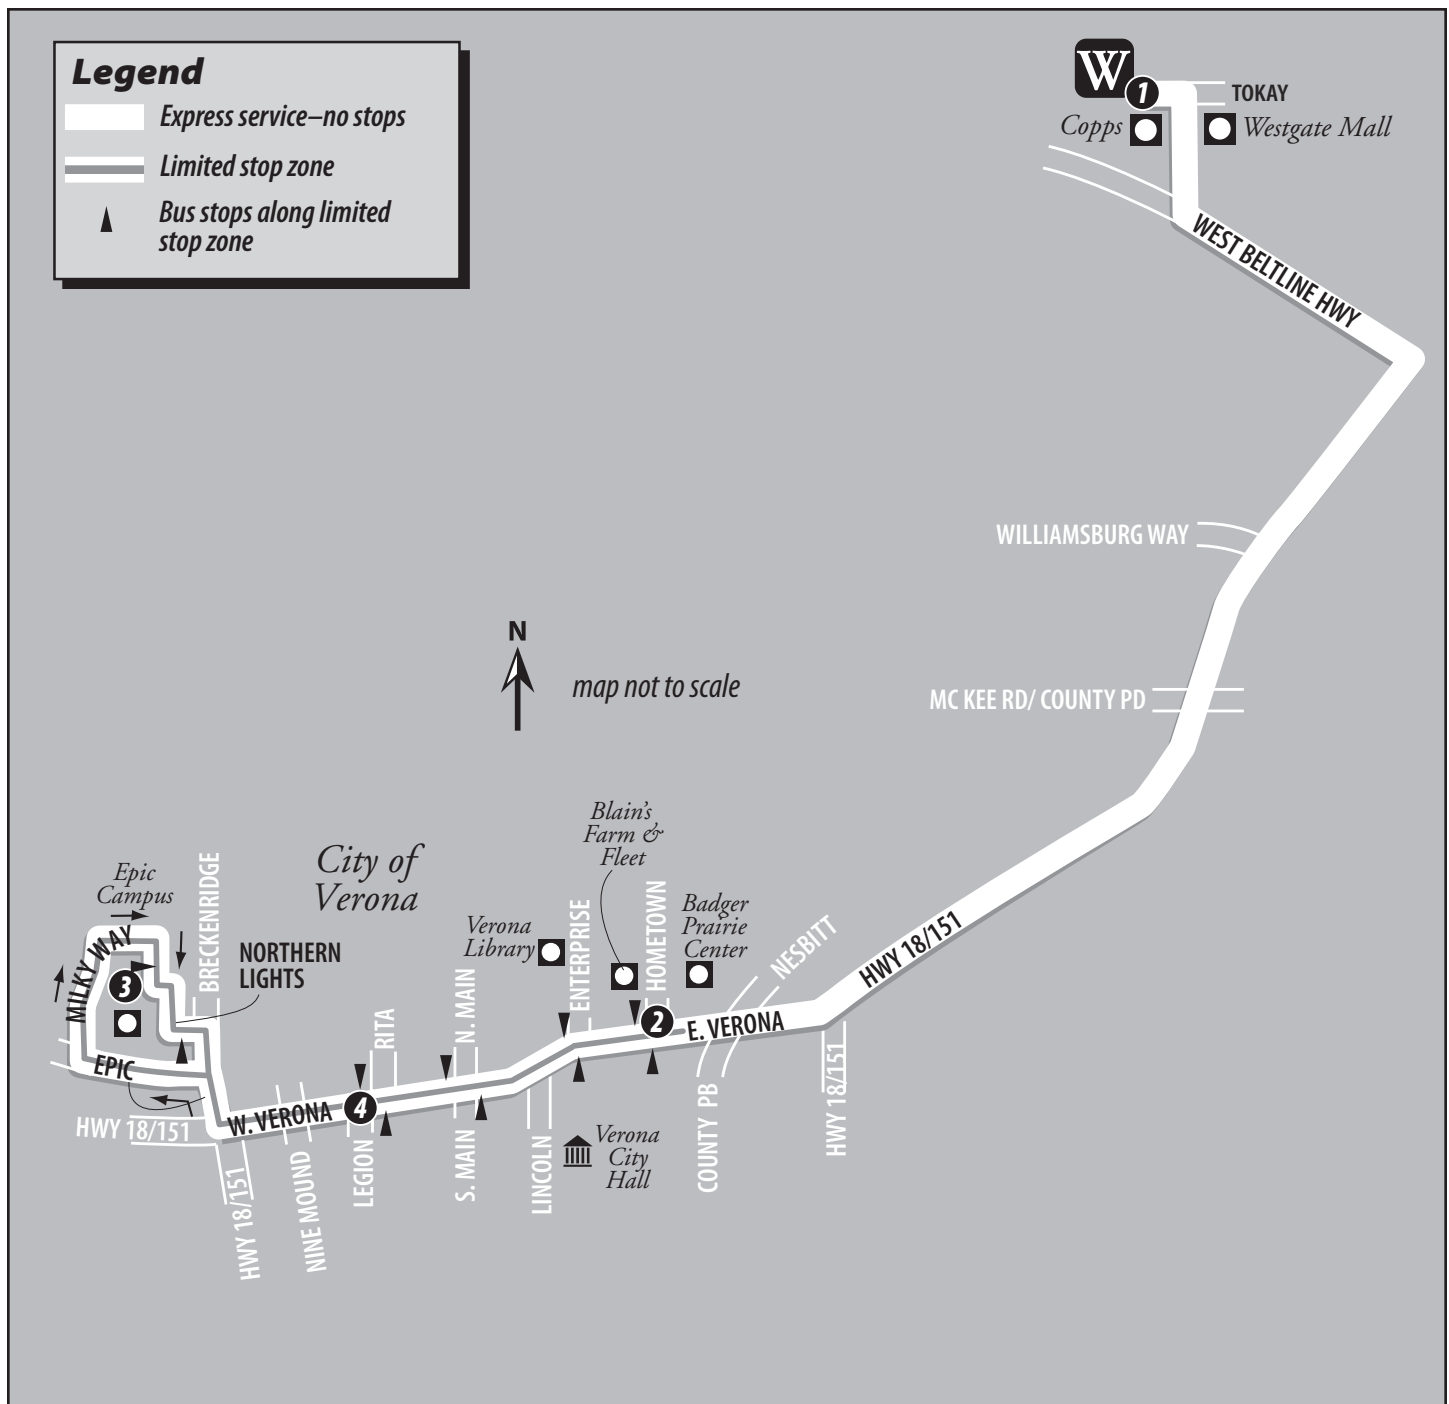 Legend
Express service–no stops
Limited stop zone
Bus stops along limited
stop zone
W
1
TOKAY
Copps
Westgate Mall
WEST BELTLINE HWY
WILLIAMSBURG WAY
N
map not to scale
MC KEE RD/ COUNTY PD
Blain's
Farm &
Fleet
City of
Verona
Epic
Campus
BRECKENRIDGE
NORTHERN
LIGHTS
Verona
Library
ENTERPRISE
HOMETOWN
Badger
Prairie
Center
NESBITT
HWY 18/151
MILKY WAY
3
N. MAIN
RITA
2
E. VERONA
EPIC
4
W. VERONA
HWY 18/151
HWY 18/151
NINE MOUND
LEGION
S. MAIN
LINCOLN
Verona
City
Hall
COUNTY PB
HWY 18/151